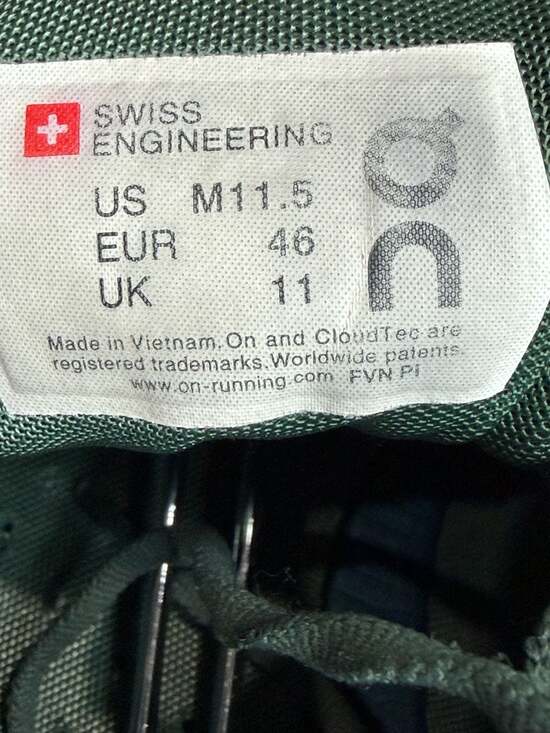 SWISS
ENGINEERING
US M11.5
EUR 46
UK 11
On
Made in Vietnam. On and CloudTec are
registered trademarks. Worldwide patents.
www.on-running.com FVN PI